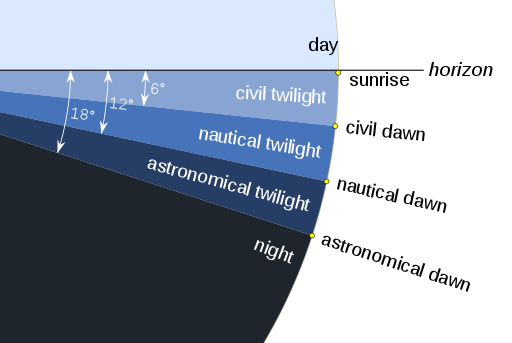 day
horizon
sunrise
6°
civil twilight
12°
18°
civil dawn
nautical twilight
astronomical twilight
nautical dawn
night
astronomical dawn